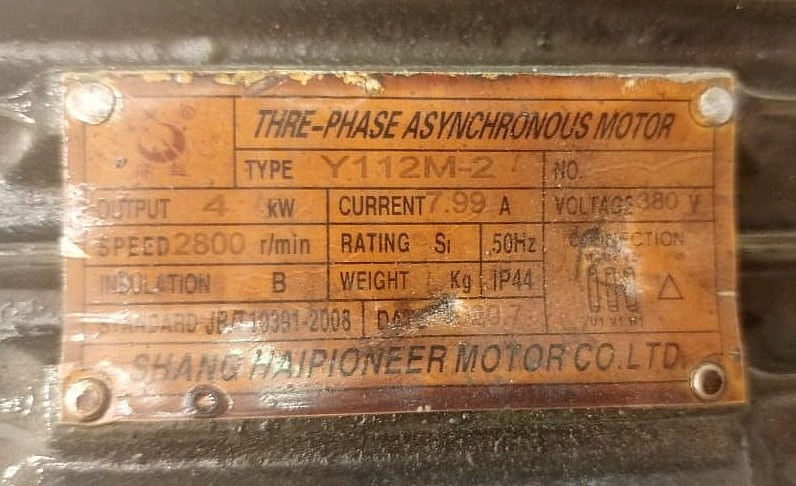 THRE-PHASE ASYNCHRONOUS MOTOR
TYPE Y112M-2 NO.
OUTPUT 4 kW CURRENT 7.99 A VOLTAGE 380 V
SPEED 2800 r/min RATING S1 50Hz CONNECTION
INSULATION B WEIGHT Kg IP44
STANDARD JB/T 10391-2008
SHANG HAIPIONEER MOTOR CO.LTD.